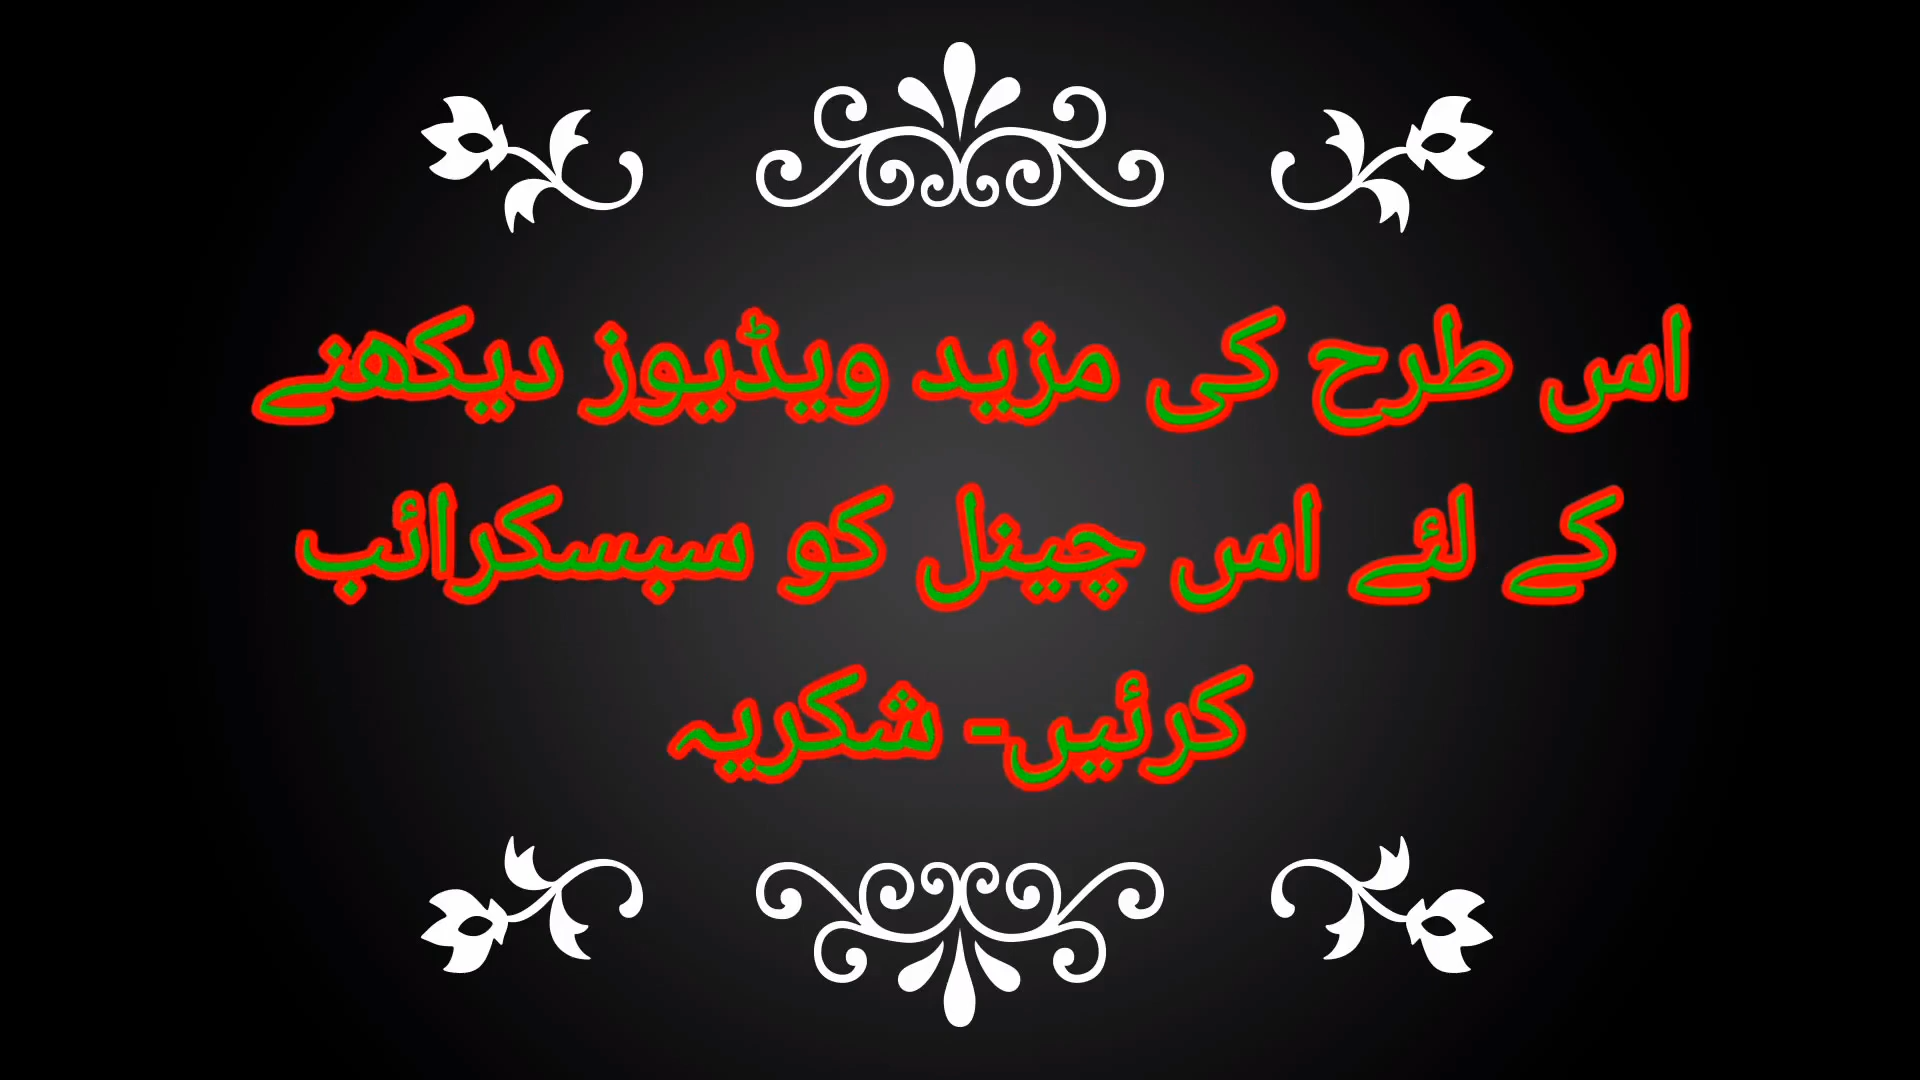 اس طرح کی مزید ویڈیوز دیکھنے
کے لئے اس چینل کو سبسکرائب
کرئیں- شکریہ